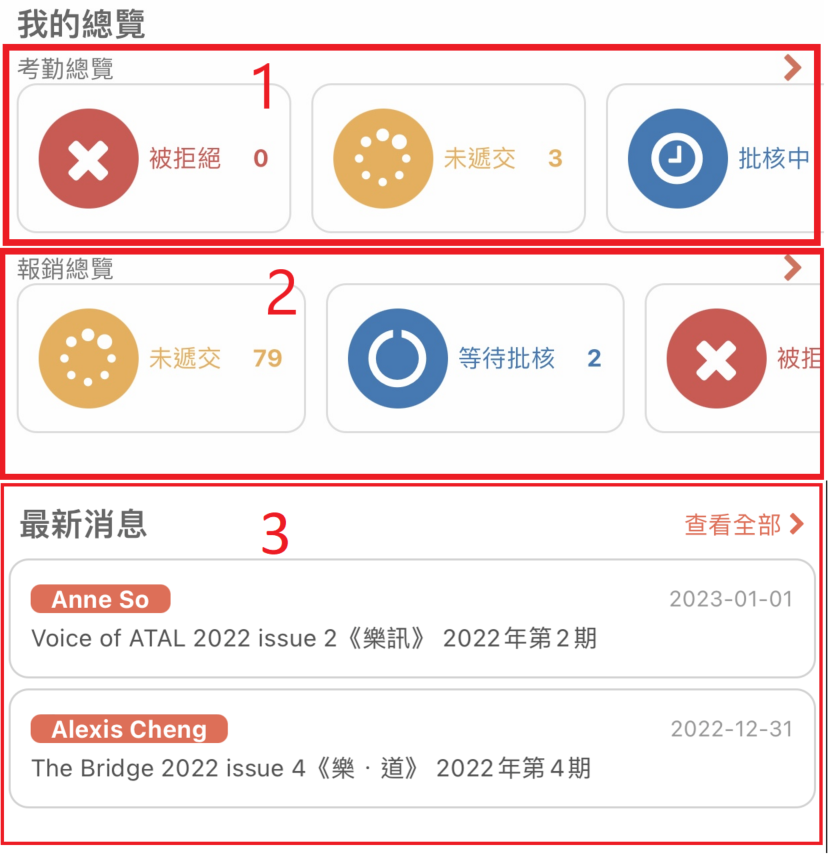 我的總覽
考勤總覽
1
被拒絕 0
未遞交 3
批核中
報銷總覽
2
未遞交 79
等待批核 2
被拒
最新消息
3
查看全部
Anne So
2023-01-01
Voice of ATAL 2022 issue 2《樂訊》 2022年第2期
Alexis Cheng
2022-12-31
The Bridge 2022 issue 4《樂‧道》 2022年第4期